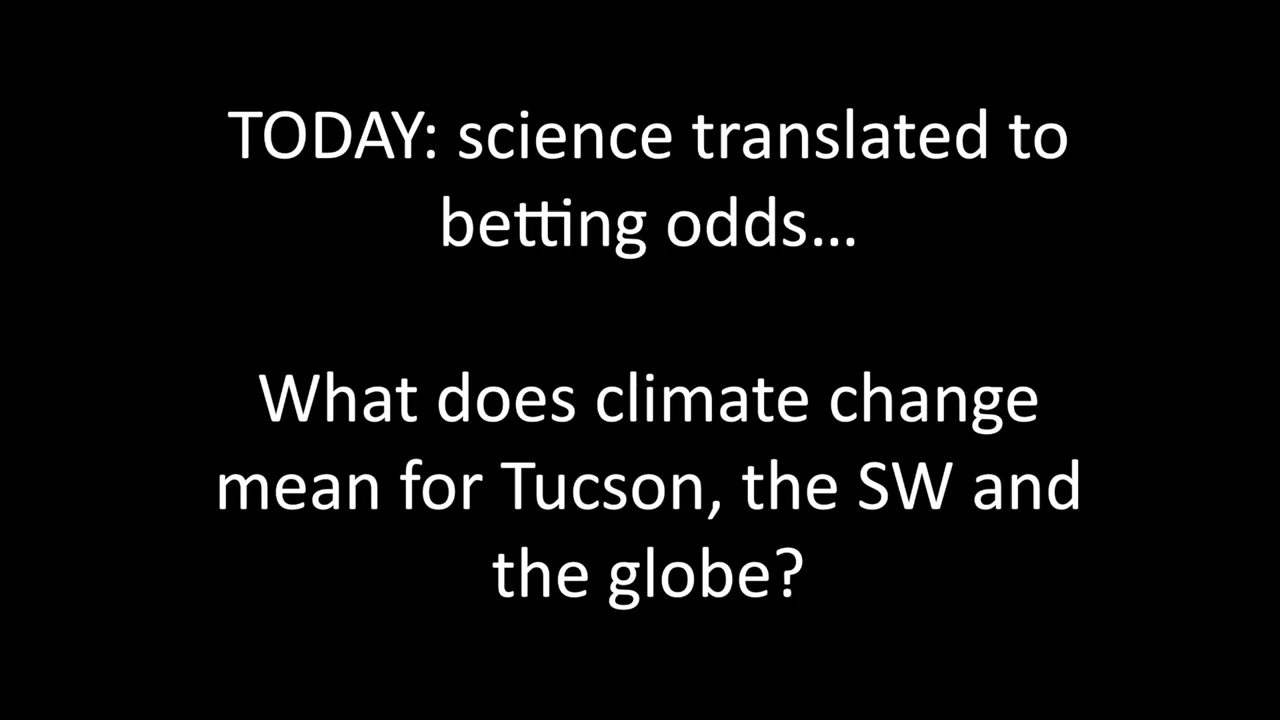 TODAY: science translated to
betting odds…
What does climate change
mean for Tucson, the SW and
the globe?